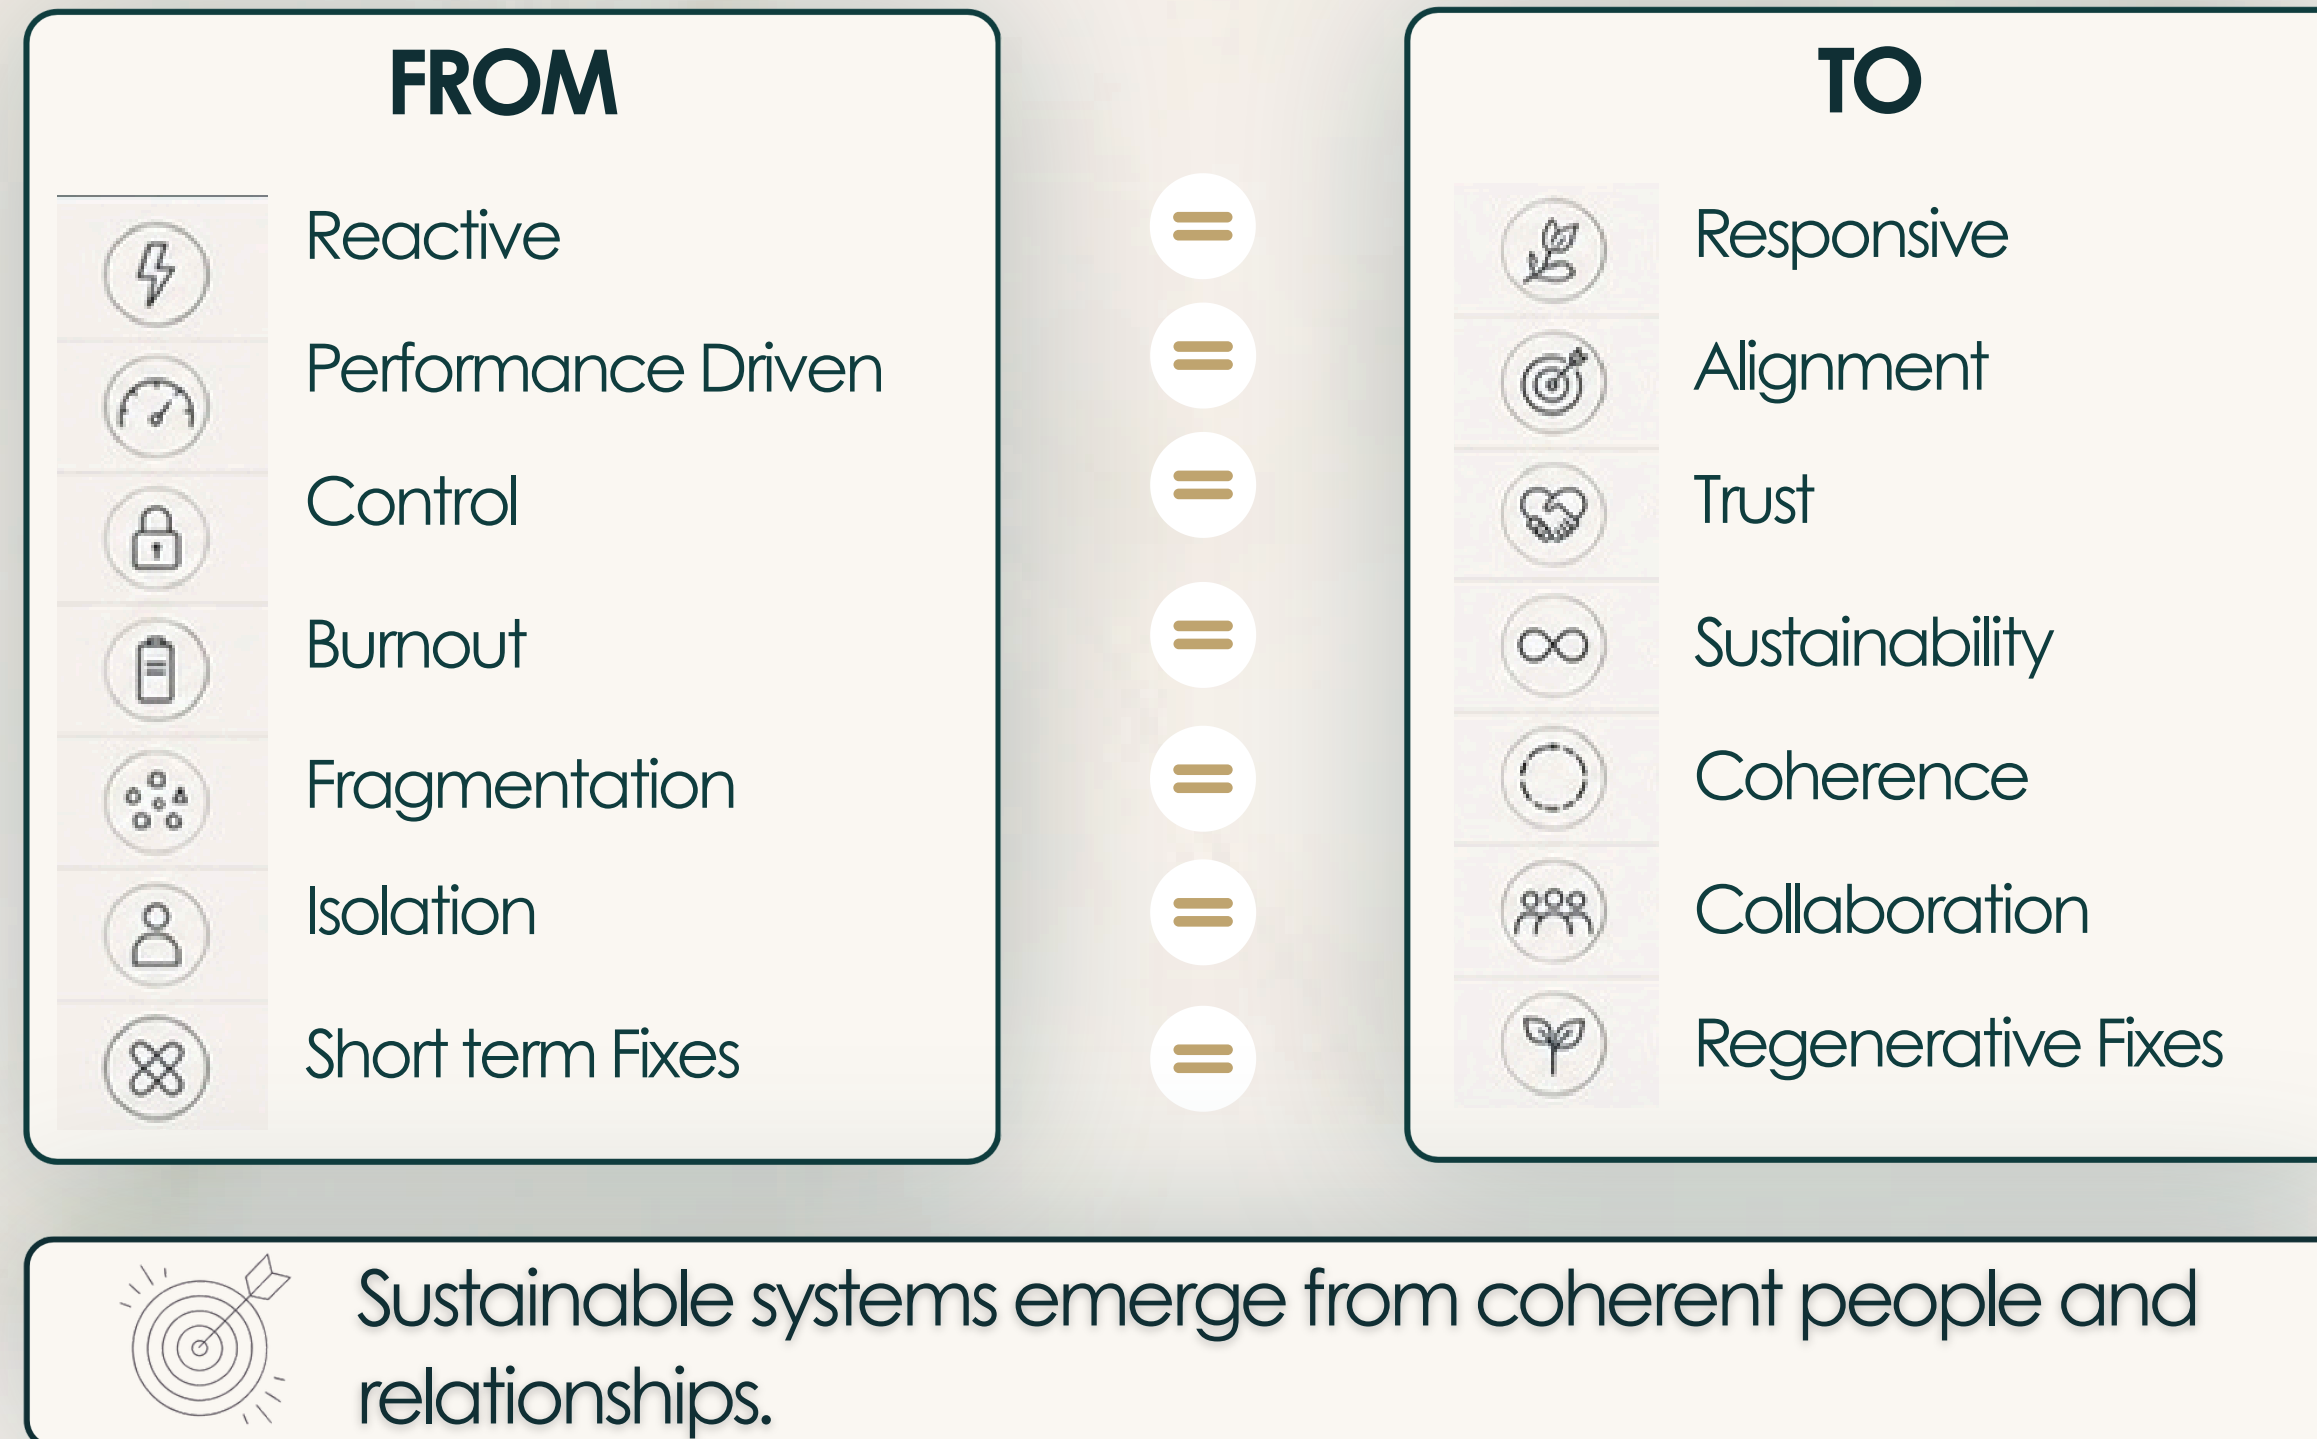 FROM
Reactive
Performance Driven
Control
Burnout
Fragmentation
Isolation
Short term Fixes
TO
Responsive
Alignment
Trust
Sustainability
Coherence
Collaboration
Regenerative Fixes
Sustainable systems emerge from coherent people and
relationships.